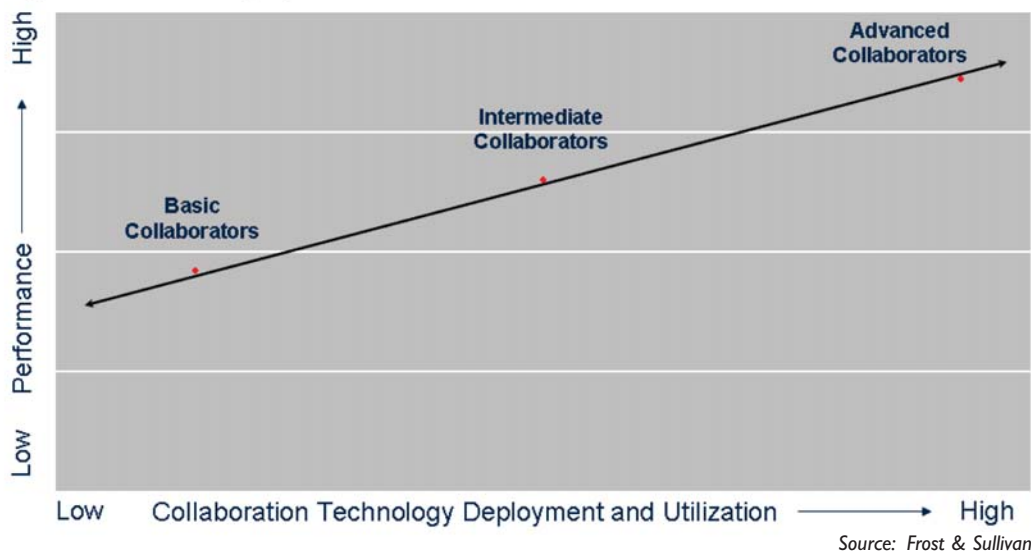 High
Performance
Low
Advanced
Collaborators
Intermediate
Collaborators
Basic
Collaborators
Low Collaboration Technology Deployment and Utilization High
Source: Frost & Sullivan